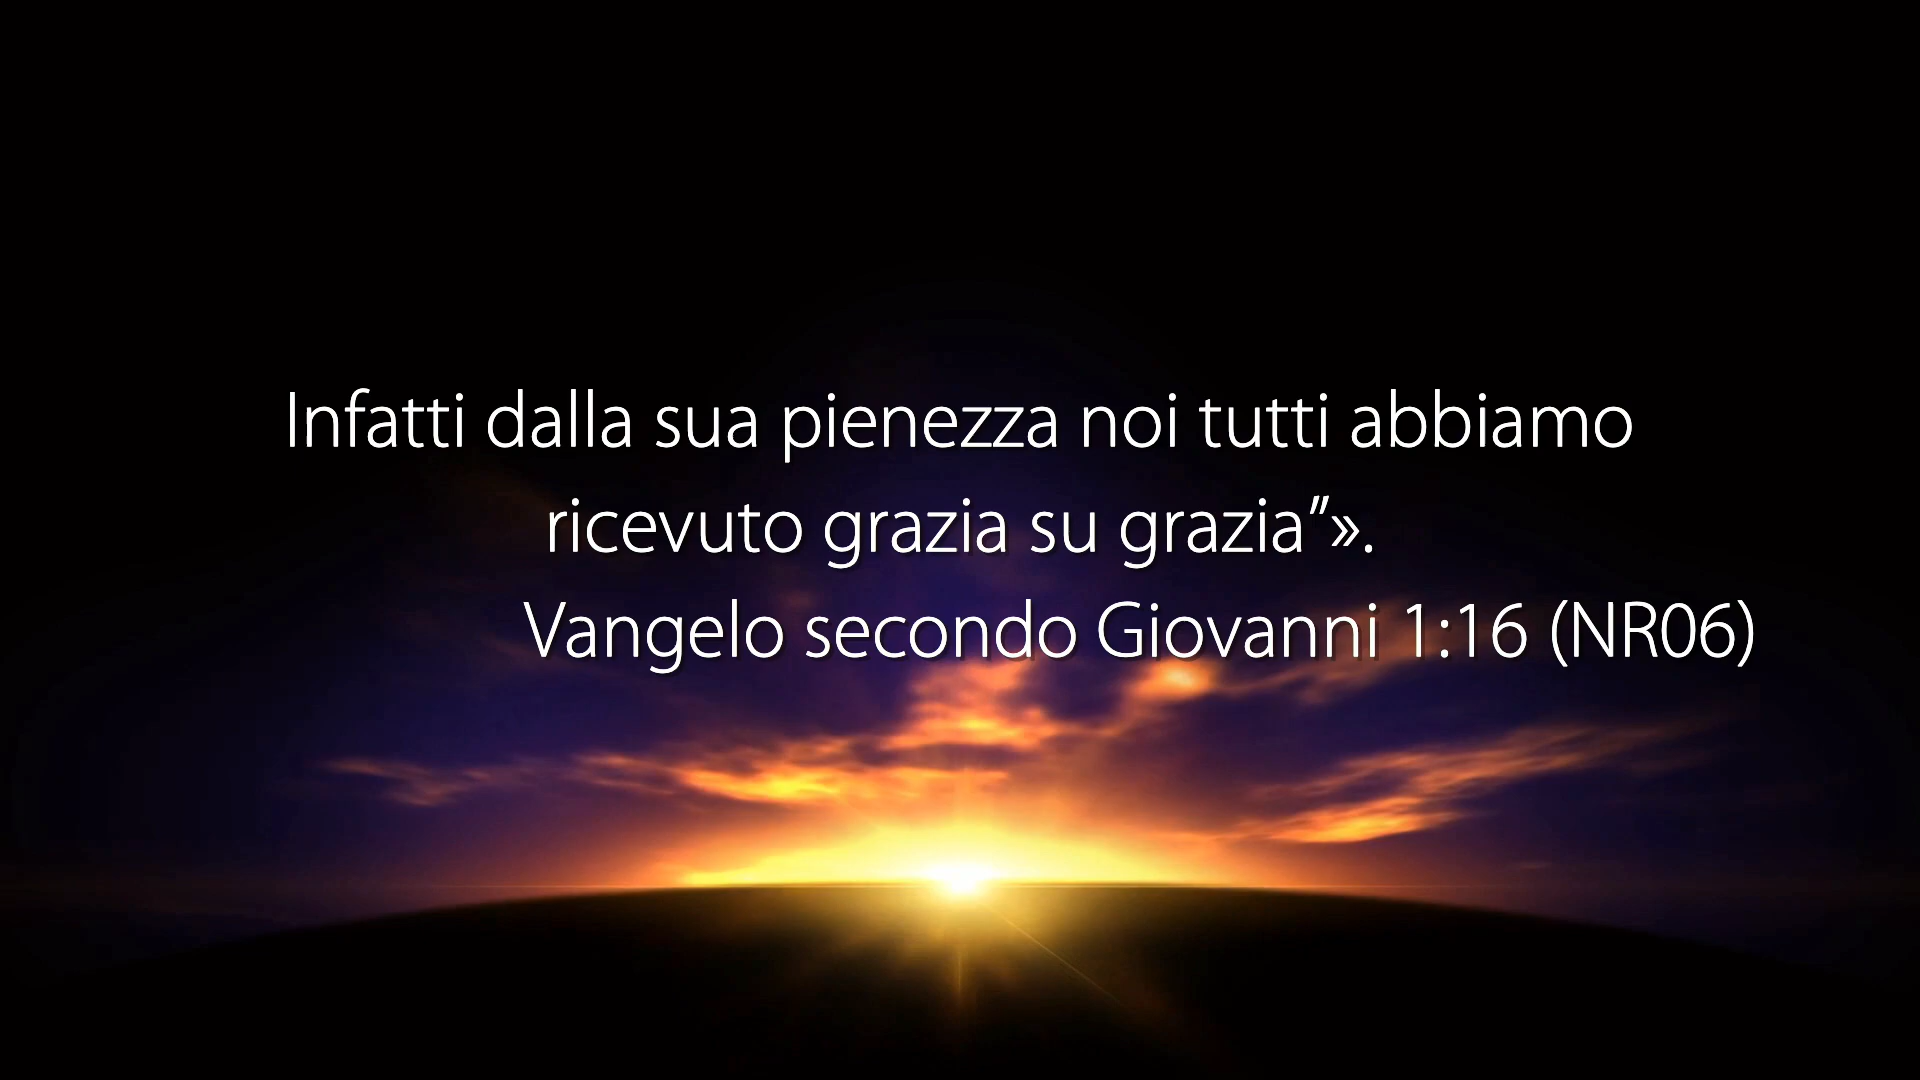 Infatti dalla sua pienezza noi tutti abbiamo
ricevuto grazia su grazia”».
Vangelo secondo Giovanni 1:16 (NR06)